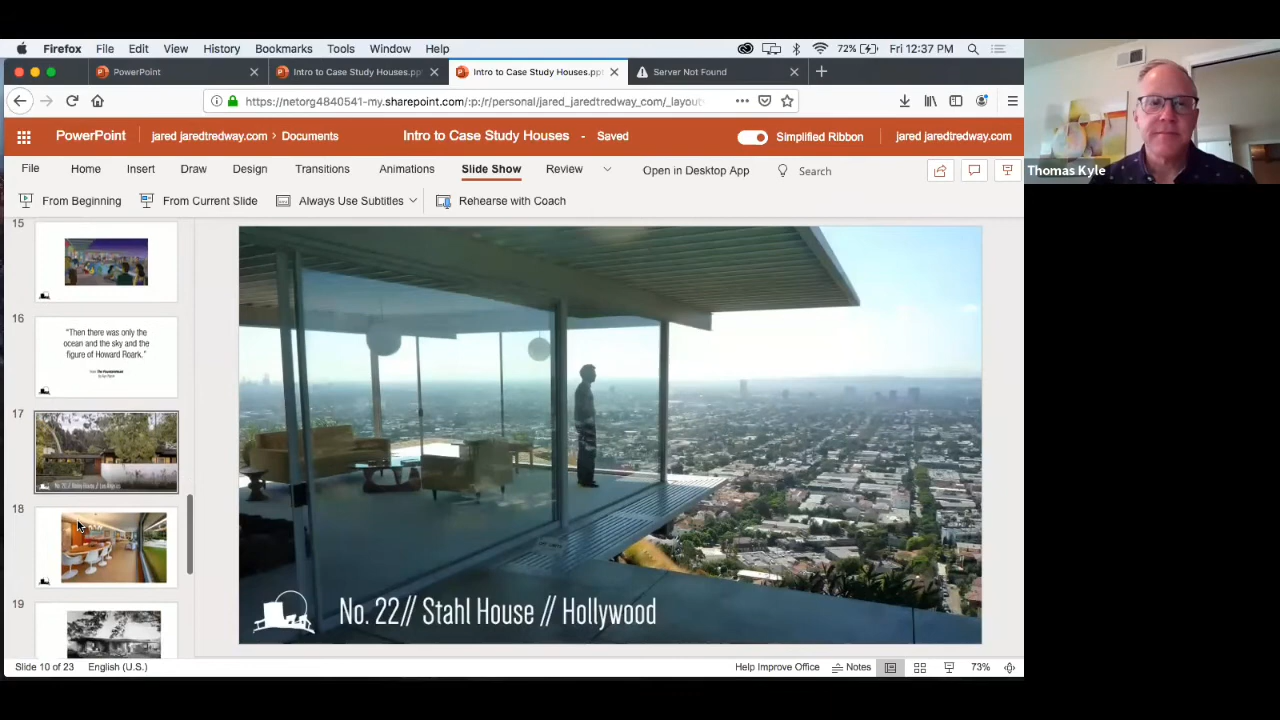 Firefox File Edit View History Bookmarks Tools Window Help 72% Fri 12:37 PM
PowerPoint Intro to Case Study Houses.pp Intro to Case Study Houses.ppt Server Not Found
https://netorg4840541-my.sharepoint.com/:p:/r/personal/jared_jaredtredway_com/_layouts
PowerPoint jared jaredtredway.com > Documents Intro to Case Study Houses - Saved Simplified Ribbon jared jaredtredway.com
File Home Insert Draw Design Transitions Animations Slide Show Review Open in Desktop App Search
From Beginning From Current Slide Always Use Subtitles Rehearse with Coach
Thomas Kyle
15
16
"Then there was only the
ocean and the sky and the
figure of Howard Roark."
17
18
19
No. 22// Stahl House // Hollywood
Slide 10 of 23 English (U.S.) Help Improve Office Notes 73%